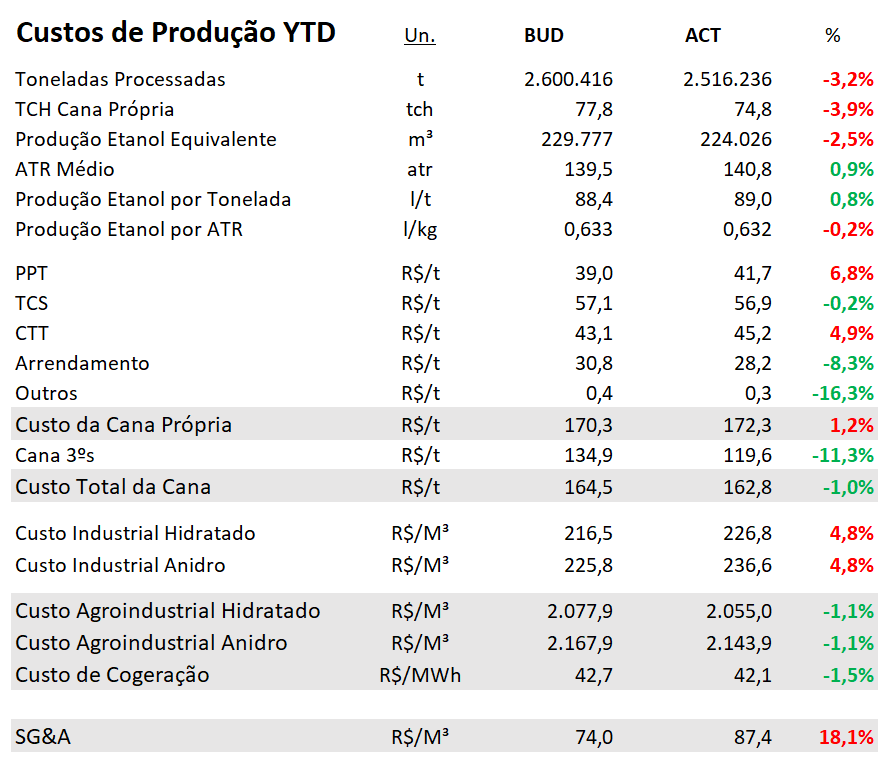 Custos de Produção YTD Un. BUD ACT %
Toneladas Processadas t 2.600.416 2.516.236 -3,2%
TCH Cana Própria tch 77,8 74,8 -3,9%
Produção Etanol Equivalente m³ 229.777 224.026 -2,5%
ATR Médio atr 139,5 140,8 0,9%
Produção Etanol por Tonelada l/t 88,4 89,0 0,8%
Produção Etanol por ATR l/kg 0,633 0,632 -0,2%
PPT R$/t 39,0 41,7 6,8%
TCS R$/t 57,1 56,9 -0,2%
CTT R$/t 43,1 45,2 4,9%
Arrendamento R$/t 30,8 28,2 -8,3%
Outros R$/t 0,4 0,3 -16,3%
Custo da Cana Própria R$/t 170,3 172,3 1,2%
Cana 3ºs R$/t 134,9 119,6 -11,3%
Custo Total da Cana R$/t 164,5 162,8 -1,0%
Custo Industrial Hidratado R$/M³ 216,5 226,8 4,8%
Custo Industrial Anidro R$/M³ 225,8 236,6 4,8%
Custo Agroindustrial Hidratado R$/M³ 2.077,9 2.055,0 -1,1%
Custo Agroindustrial Anidro R$/M³ 2.167,9 2.143,9 -1,1%
Custo de Cogeração R$/MWh 42,7 42,1 -1,5%
SG&A R$/M³ 74,0 87,4 18,1%